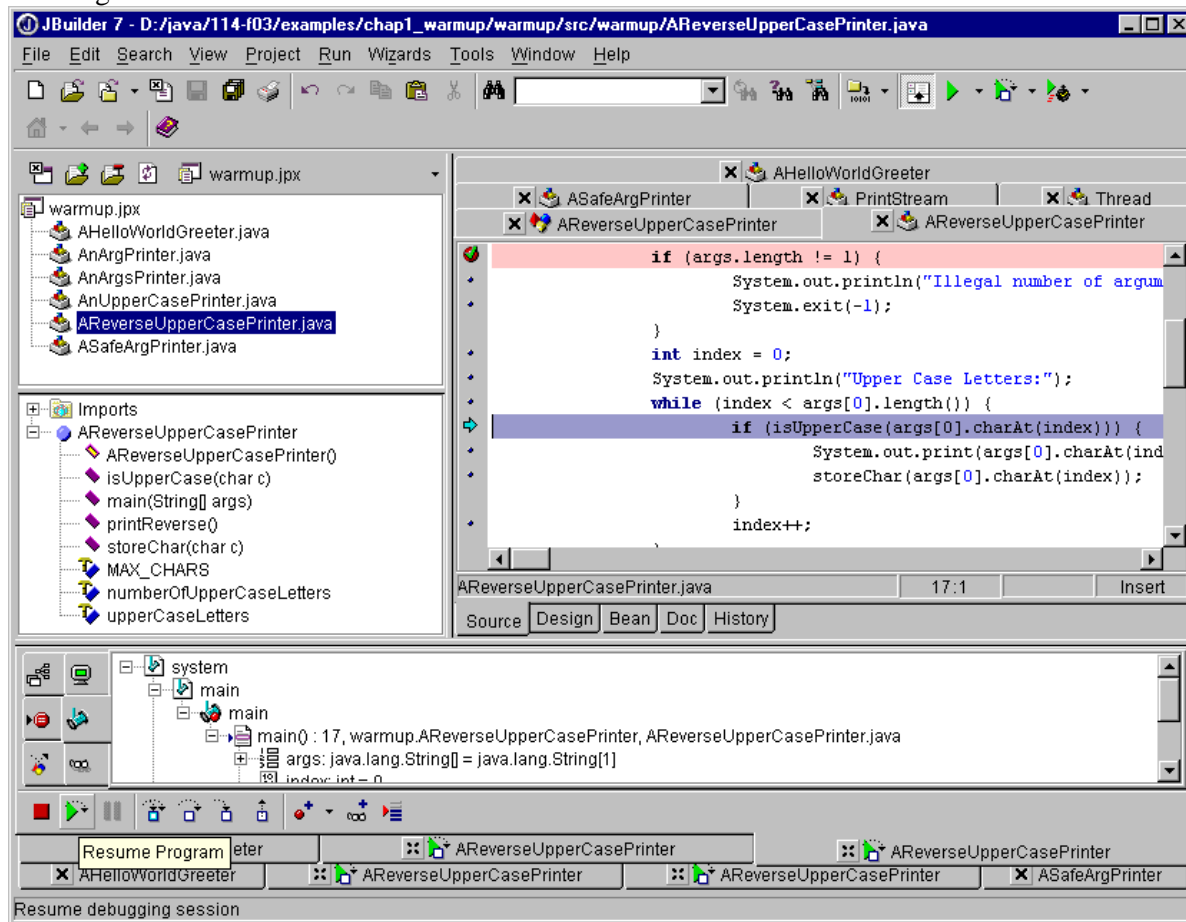 JBuilder 7 - D:/java/114-f03/examples/chap1_warmup/warmup/src/warmup/AReverseUpperCasePrinter.java
File Edit Search View Project Run Wizards Tools Window Help
warmup.jpx
warmup.jpx
AHelloWorldGreeter.java
AnArgPrinter.java
AnArgsPrinter.java
AnUpperCasePrinter.java
AReverseUpperCasePrinter.java
ASafeArgPrinter.java
Imports
AReverseUpperCasePrinter
AReverseUpperCasePrinter()
isUpperCase(char c)
main(String[] args)
printReverse()
storeChar(char c)
MAX_CHARS
numberOfUpperCaseLetters
upperCaseLetters
AHelloWorldGreeter
ASafeArgPrinter PrintStream Thread
AReverseUpperCasePrinter AReverseUpperCasePrinter
if (args.length != 1) {
System.out.println("Illegal number of argum
System.exit(-1);
}
int index = 0;
System.out.println("Upper Case Letters:");
while (index < args[0].length()) {
if (isUpperCase(args[0].charAt(index))) {
System.out.print(args[0].charAt(ind
storeChar(args[0].charAt(index));
}
index++;
AReverseUpperCasePrinter.java 17:1 Insert
Source Design Bean Doc History
system
main
main
main() : 17, warmup.AReverseUpperCasePrinter, AReverseUpperCasePrinter.java
args: java.lang.String[] = java.lang.String[1]
index: int = 0
Resume Program eter AReverseUpperCasePrinter AReverseUpperCasePrinter
AHelloWorldGreeter AReverseUpperCasePrinter AReverseUpperCasePrinter ASafeArgPrinter
Resume debugging session